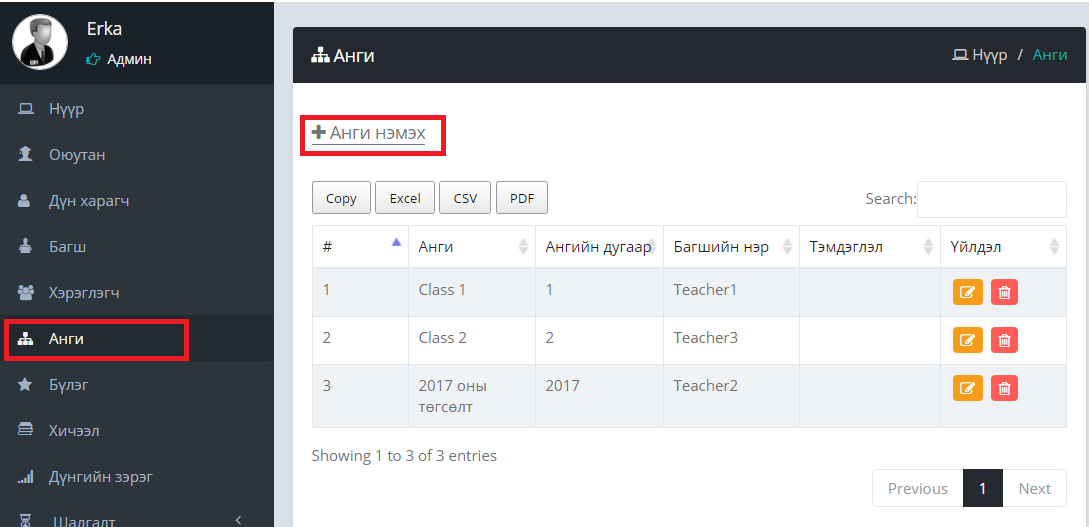 Erka
Админ
Нүүр
Оюутан
Дүн харагч
Багш
Хэрэглэгч
Анги
Бүлэг
Хичээл
Дүнгийн зэрэг
Шалгалт
Анги
Нүүр / Анги
Анги нэмэх
Copy Excel CSV PDF
Search:
# Анги Ангийн дугаар Багшийн нэр Тэмдэглэл Үйлдэл
1 Class 1 1 Teacher1
2 Class 2 2 Teacher3
3 2017 оны 2017 Teacher2
төгсөлт
Showing 1 to 3 of 3 entries
Previous 1 Next